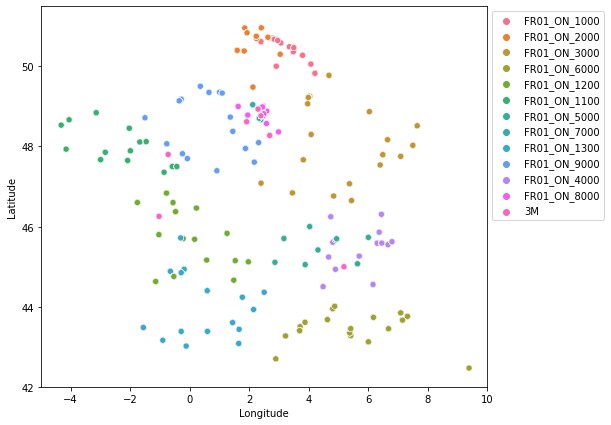 FR01_ON_1000
FR01_ON_2000
FR01_ON_3000
FR01_ON_6000
FR01_ON_1200
FR01_ON_1100
FR01_ON_5000
FR01_ON_7000
FR01_ON_1300
FR01_ON_9000
FR01_ON_4000
FR01_ON_8000
3M
Latitude
50
48
46
44
42
−4
−2
0
2
4
6
8
10
Longitude